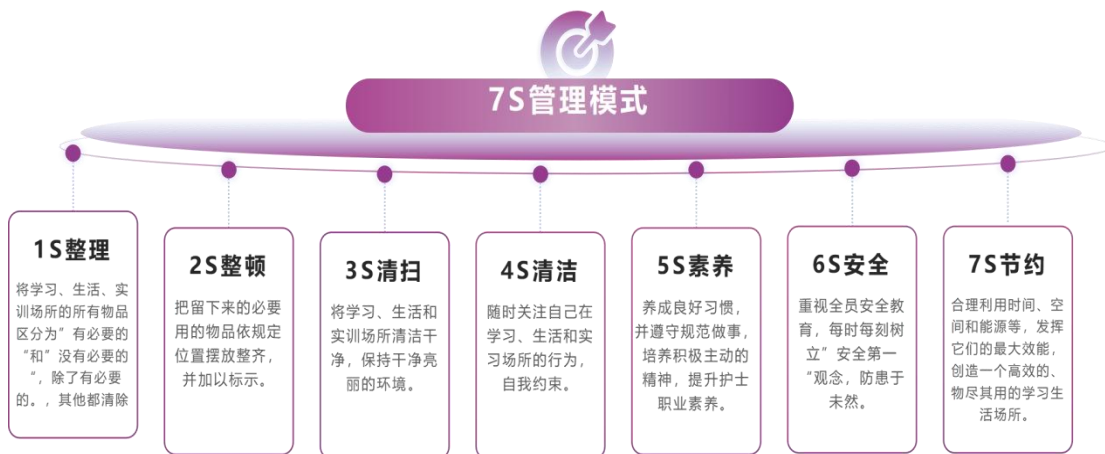 7S管理模式
1S整理
将学习、生活、实
训场所的所有物品
区分为”有必要的
“和”没有必要的
“，除了有必要
的。，其他都清除
2S整顿
把留下来的必要
用的物品依规定
位置摆放整齐，
并加以标示。
3S清扫
将学习、生活和
实训场所清洁干
净，保持干净亮
丽的环境。
4S清洁
随时关注自己在
学习、生活和实
习场所的行为，
自我约束。
5S素养
养成良好习惯，
并遵守规范做事，
培养积极主动的
精神，提升护士
职业素养。
6S安全
重视全员安全教
育，每时每刻树
立”安全第一
“观念，防患于
未然。
7S节约
合理利用时间、空
间和能源等，发挥
它们的最大效能，
创造一个高效的、
物尽其用的学习生
活场所。